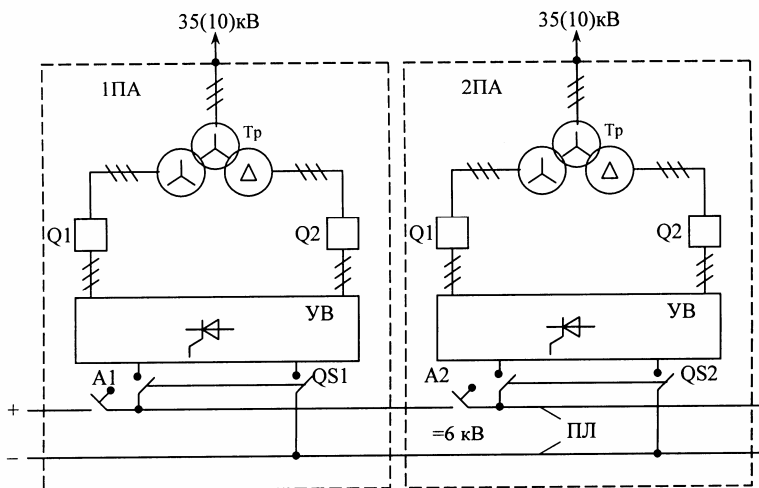 35(10)кВ
35(10)кВ
1ПА
2ПА
Тр
Тр
Q1
Q2
Q1
Q2
УВ
УВ
A1
QS1
A2
QS2
+
=6 кВ
ПЛ
–